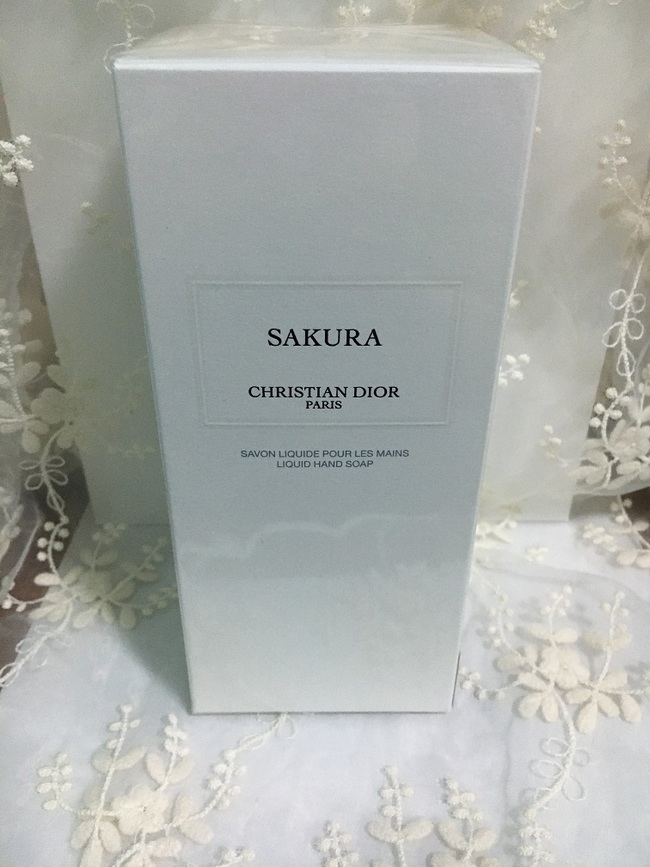 SAKURA
CHRISTIAN DIOR
PARIS
SAVON LIQUIDE POUR LES MAINS
LIQUID HAND SOAP